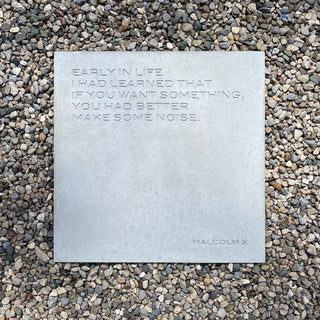 EARLY IN LIFE
I HAD LEARNED THAT
IF YOU WANT SOMETHING,
YOU HAD BETTER
MAKE SOME NOISE.
MALCOLM X